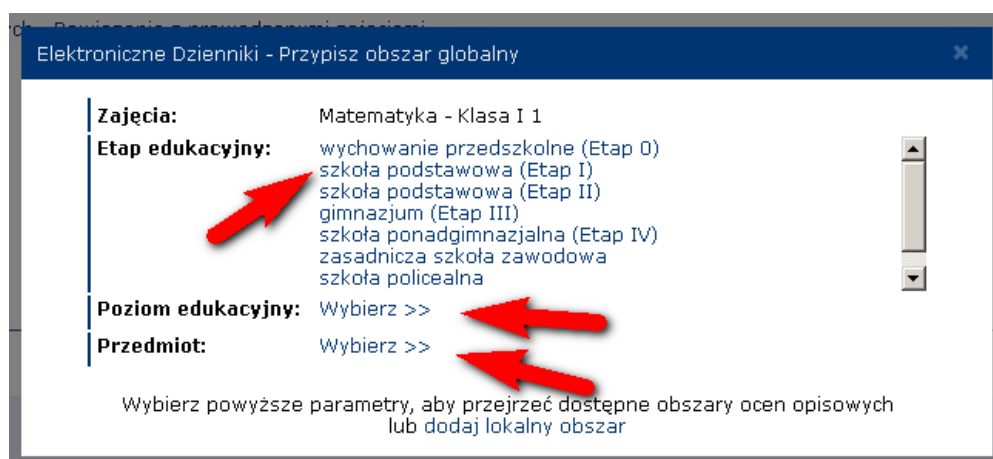 Elektroniczne Dzienniki - Przypisz obszar globalny
Zajęcia: Matematyka - Klasa I 1
Etap edukacyjny: wychowanie przedszkolne (Etap 0)
szkoła podstawowa (Etap I)
szkoła podstawowa (Etap II)
gimnazjum (Etap III)
szkoła ponadgimnazjalna (Etap IV)
zasadnicza szkoła zawodowa
szkoła policealna
Poziom edukacyjny: Wybierz >>
Przedmiot: Wybierz >>
Wybierz powyższe parametry, aby przejrzeć dostępne obszary ocen opisowych
lub dodaj lokalny obszar